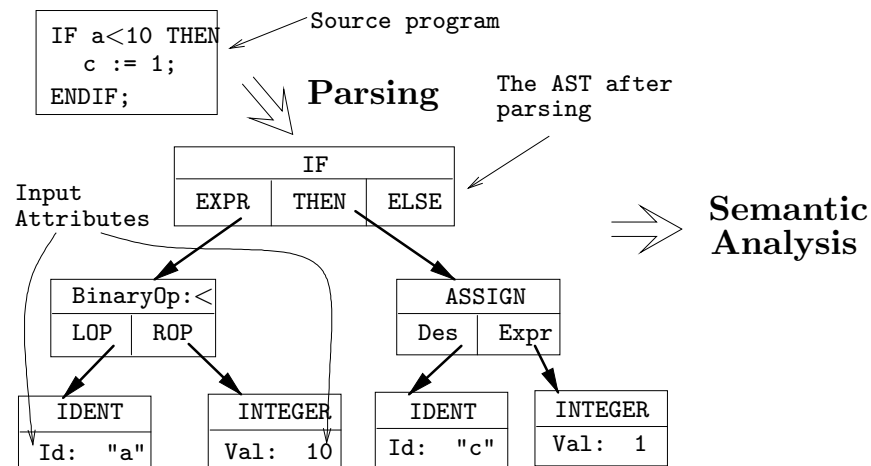 IF a<10 THEN
c := 1;
ENDIF;
Source program
Parsing
The AST after
parsing
IF
EXPR THEN ELSE
Input
Attributes
Semantic
Analysis
BinaryOp:<
LOP ROP
ASSIGN
Des Expr
IDENT
Id: "a"
INTEGER
Val: 10
IDENT
Id: "c"
INTEGER
Val: 1